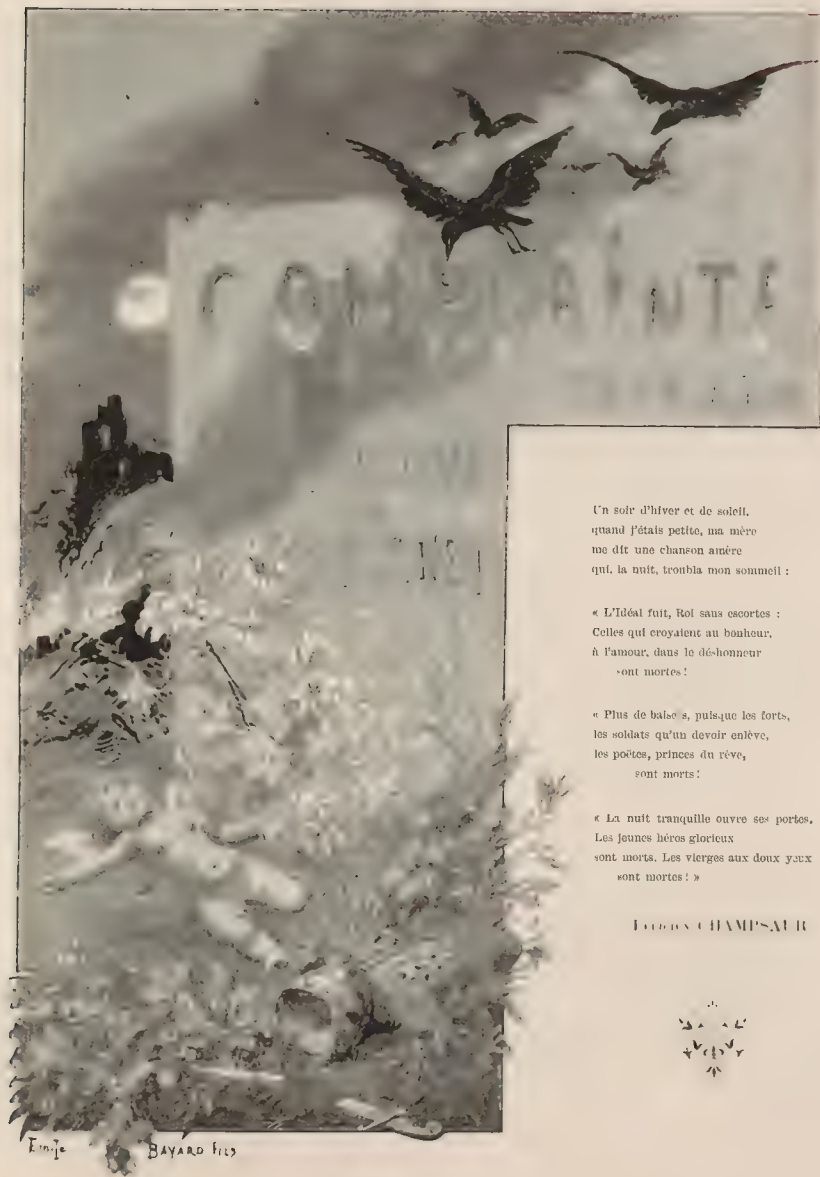 COMPLAINTE
Un soir d'hiver et de soleil,
quand j'étais petite, ma mère
me dit une chanson amère
qui, la nuit, troubla mon sommeil :
« L'Idéal fuit, Roi sans escortes :
Celles qui croyaient au bonheur,
à l'amour, dans le déshonneur
sont mortes !
« Plus de baisers, puisque les forts,
les soldats qu'un devoir enlève,
les poëtes, princes du rêve,
sont morts !
« La nuit tranquille ouvre ses portes.
Les jeunes héros glorieux
sont morts. Les vierges aux doux yeux
sont mortes ! »
CHAMPSAUR
Emile BAYARD FILS